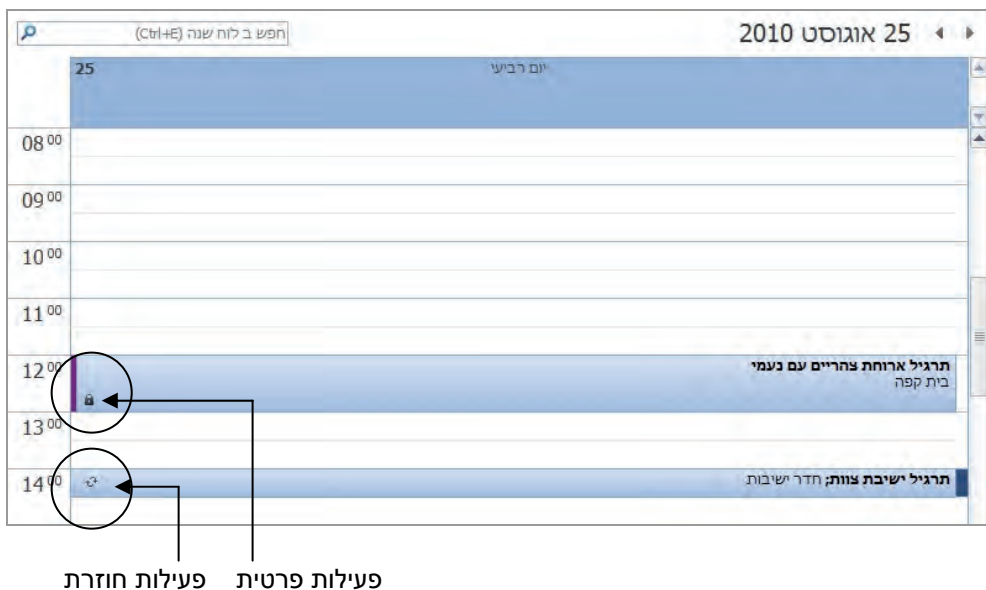 25 אוגוסט 2010
חפש ב לוח שנה (Ctrl+E)
יום רביעי
25
08 00
09 00
10 00
11 00
12 00
תרגיל ארוחת צהריים עם נעמי
בית קפה
13 00
14 00
תרגיל ישיבת צוות; חדר ישיבות
פעילות פרטית
פעילות חוזרת